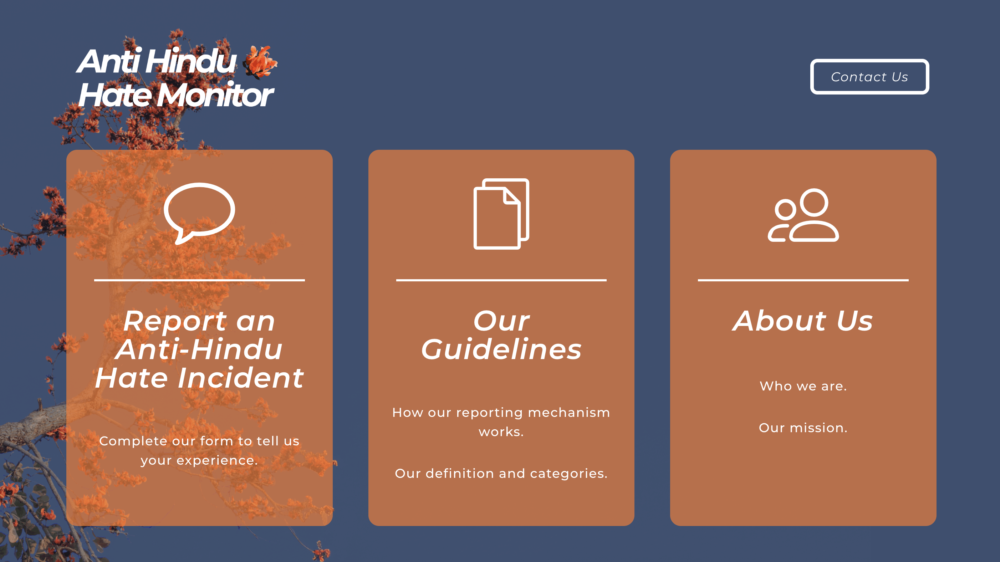 Anti Hindu
Hate Monitor
Contact Us
Report an
Anti-Hindu
Hate Incident
Complete our form to tell us
your experience.
Our
Guidelines
How our reporting mechanism
works.
Our definition and categories.
About Us
Who we are.
Our mission.